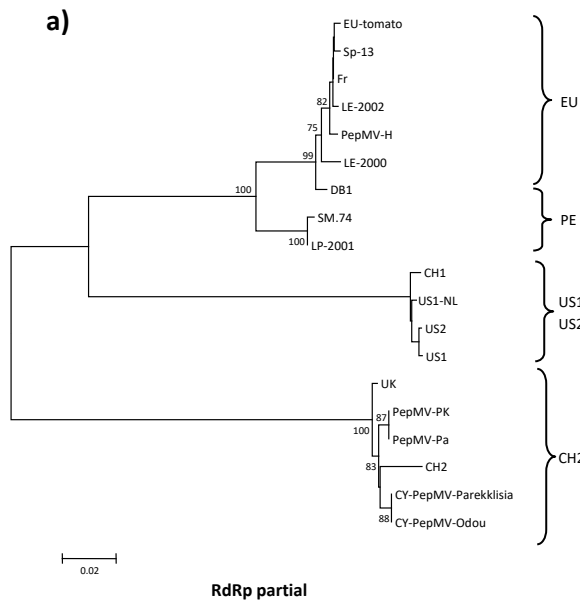 a)
EU-tomato
Sp-13
Fr
82
LE-2002
EU
75
PepMV-H
99
LE-2000
100
DB1
SM.74
PE
100
LP-2001
CH1
US1-NL
US1
US2
US2
US1
UK
87
PepMV-PK
100
PepMV-Pa
83
CH2
CH2
CY-PepMV-Parekklisia
88
CY-PepMV-Odou
0.02
RdRp partial